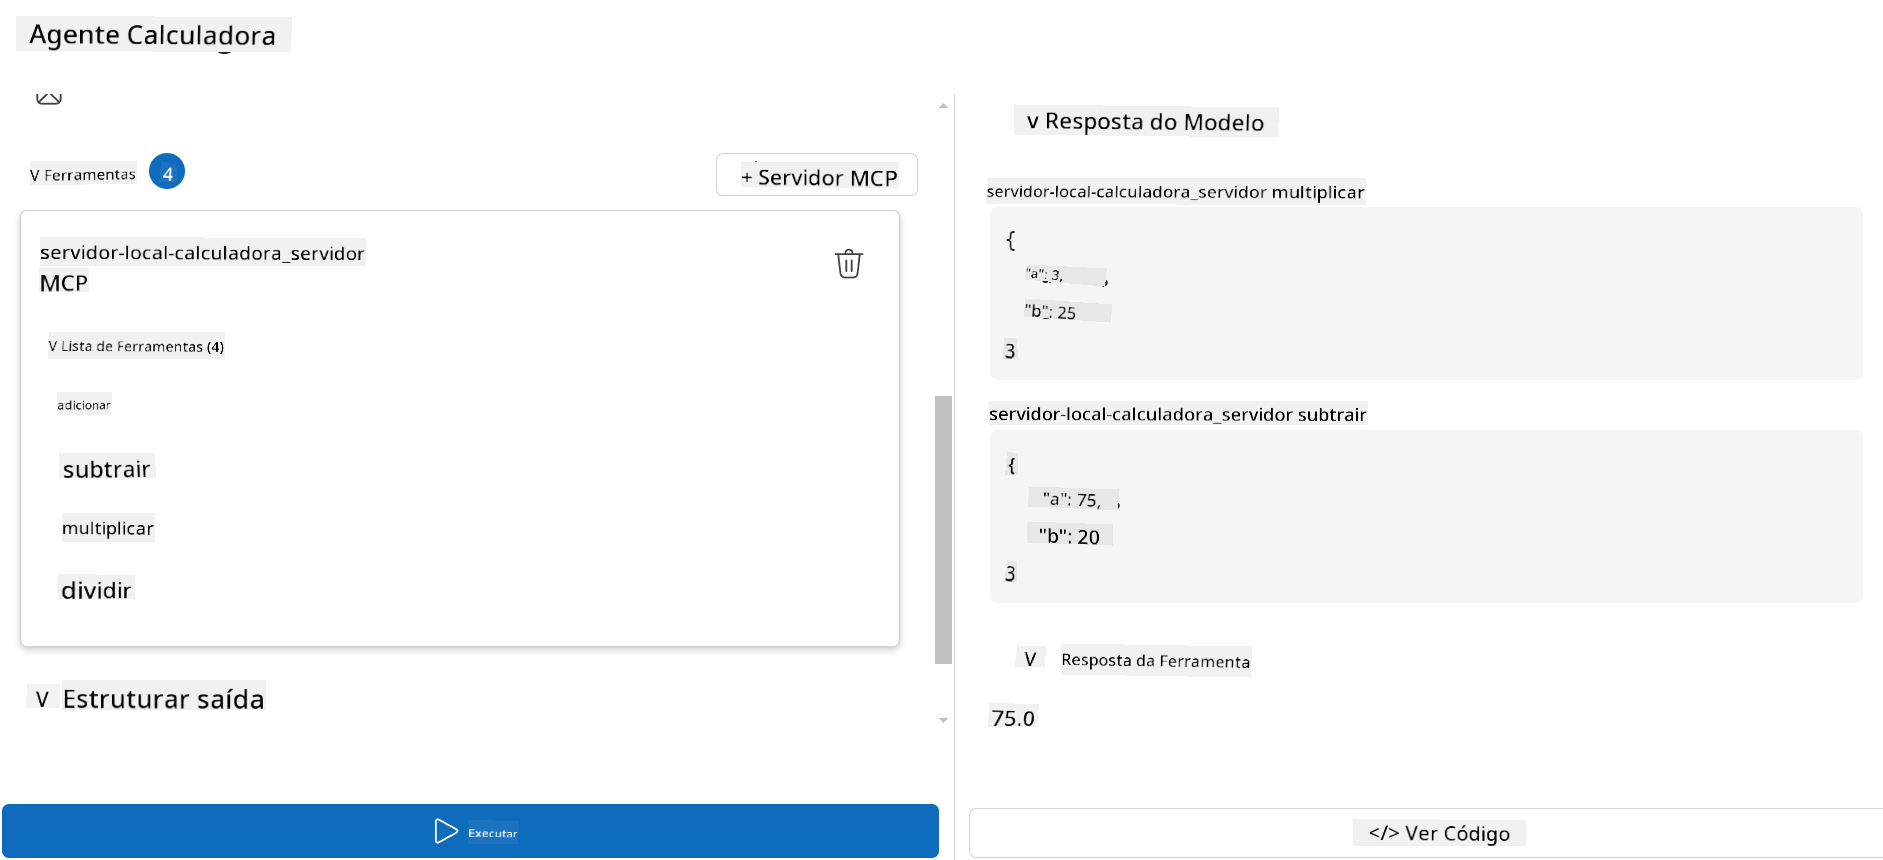 Agente Calculadora
V Ferramentas 4
+ Servidor MCP
servidor-local-calculadora_servidor
MCP
V Lista de Ferramentas (4)
adicionar
subtrair
multiplicar
dividir
V Estruturar saída
Executar
v Resposta do Modelo
servidor-local-calculadora_servidor multiplicar
{
"a": 3,
"b": 25
3
servidor-local-calculadora_servidor subtrair
{
"a": 75,
"b": 20
3
V Resposta da Ferramenta
75.0
</> Ver Código